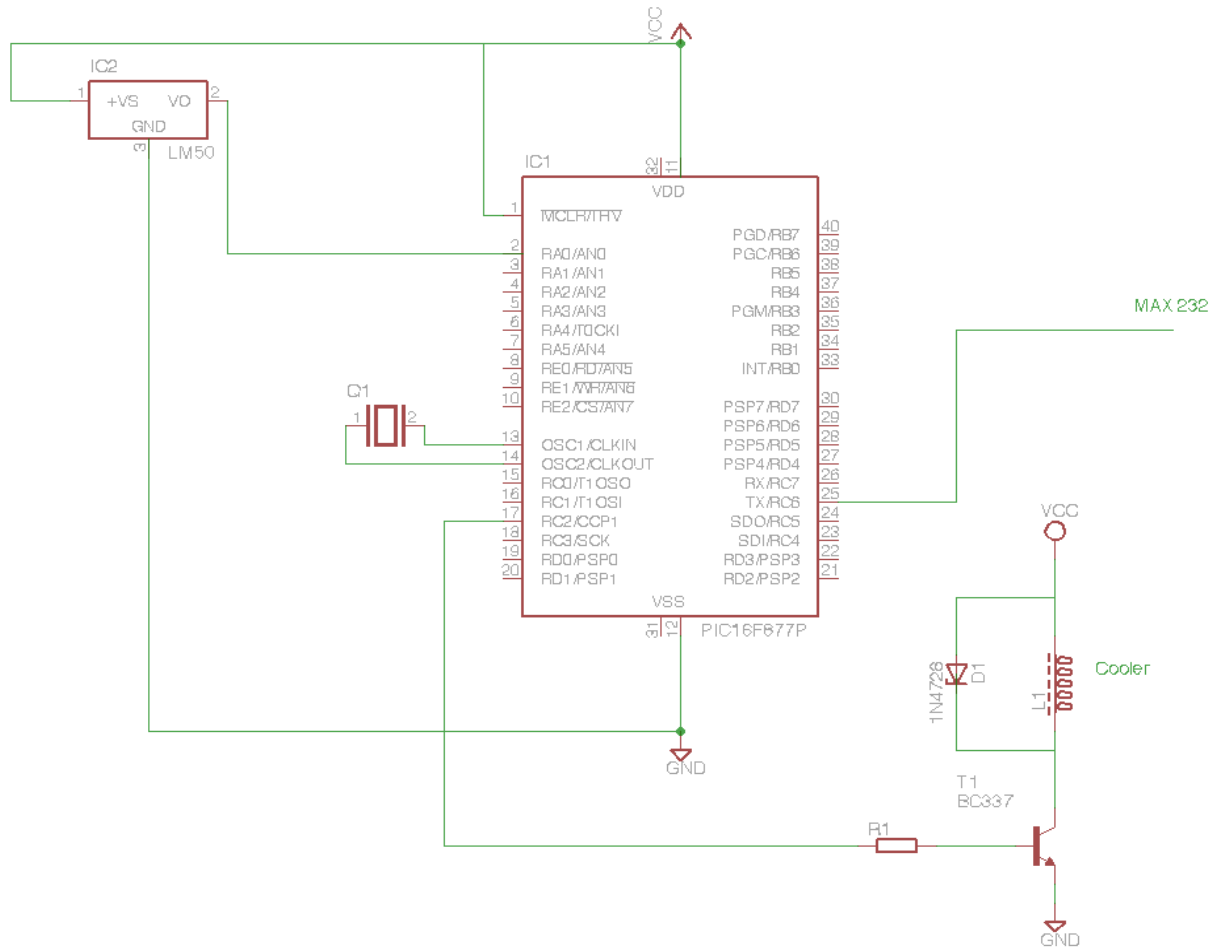 VCC
IC2
1 +VS VO 2
GND
3
LM50
IC1
32 11
VDD
1 MCLR/THV
PGD/RB7 40
2 RA0/AN0 PGC/RB6 39
3 RA1/AN1 RB5 38
4 RA2/AN2 RB4 37
5 RA3/AN3 PGM/RB3 36
6 RA4/T0CKI RB2 35
7 RA5/AN4 RB1 34
8 RE0/RD/AN5 INT/RB0 33
9 RE1/WR/AN6
10 RE2/CS/AN7 PSP7/RD7 30
PSP6/RD6 29
13 OSC1/CLKIN PSP5/RD5 28
14 OSC2/CLKOUT PSP4/RD4 27
15 RC0/T1OSO RX/RC7 26
16 RC1/T1OSI TX/RC6 25
17 RC2/CCP1 SDO/RC5 24
18 RC3/SCK SDI/RC4 23
19 RD0/PSP0 RD3/PSP3 22
20 RD1/PSP1 RD2/PSP2 21
VSS
31 12
PIC16F877P
GND
Q1
1 2
MAX 232
VCC
1N4728
D1
L1
Cooler
T1
BC337
R1
GND